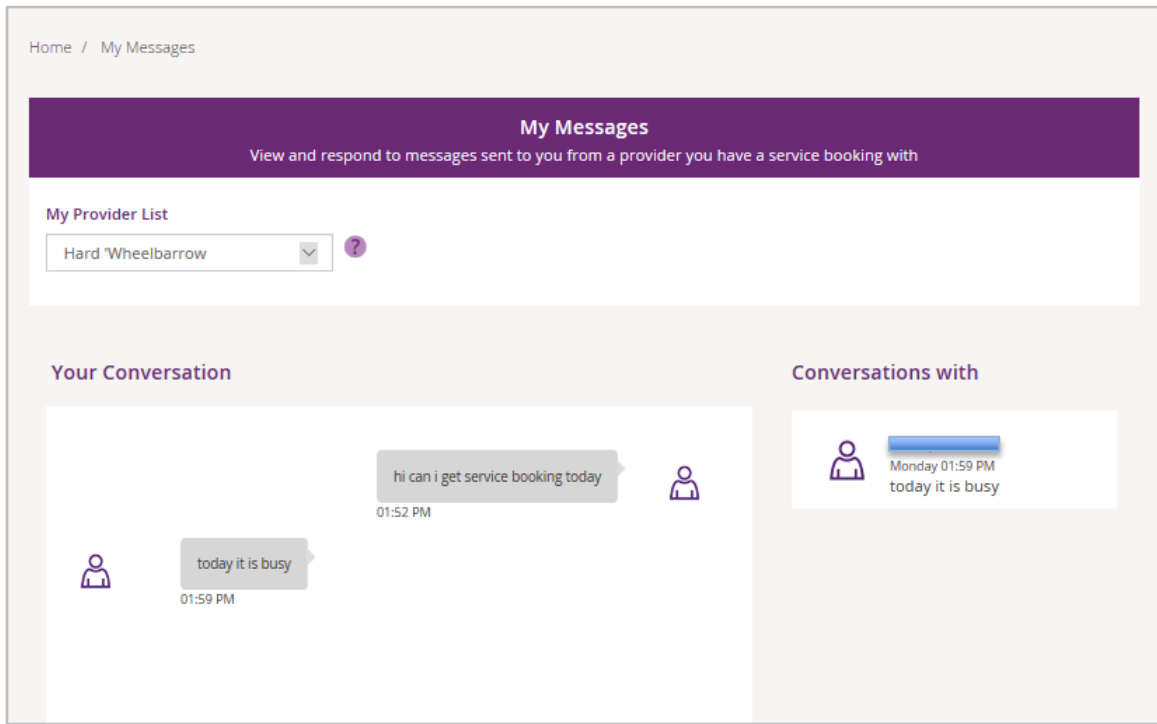 Home / My Messages
My Messages
View and respond to messages sent to you from a provider you have a service booking with
My Provider List
Hard 'Wheelbarrow
?
Your Conversation
hi can i get service booking today
01:52 PM
today it is busy
01:59 PM
Conversations with
Monday 01:59 PM
today it is busy